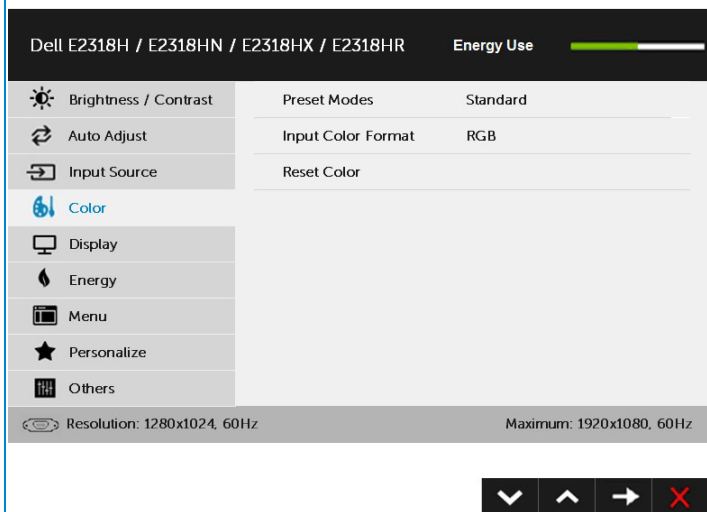 Dell E2318H / E2318HN / E2318HX / E2318HR Energy Use
Brightness / Contrast Preset Modes Standard
Auto Adjust Input Color Format RGB
Input Source Reset Color
Color
Display
Energy
Menu
Personalize
Others
Resolution: 1280x1024, 60Hz Maximum: 1920x1080, 60Hz